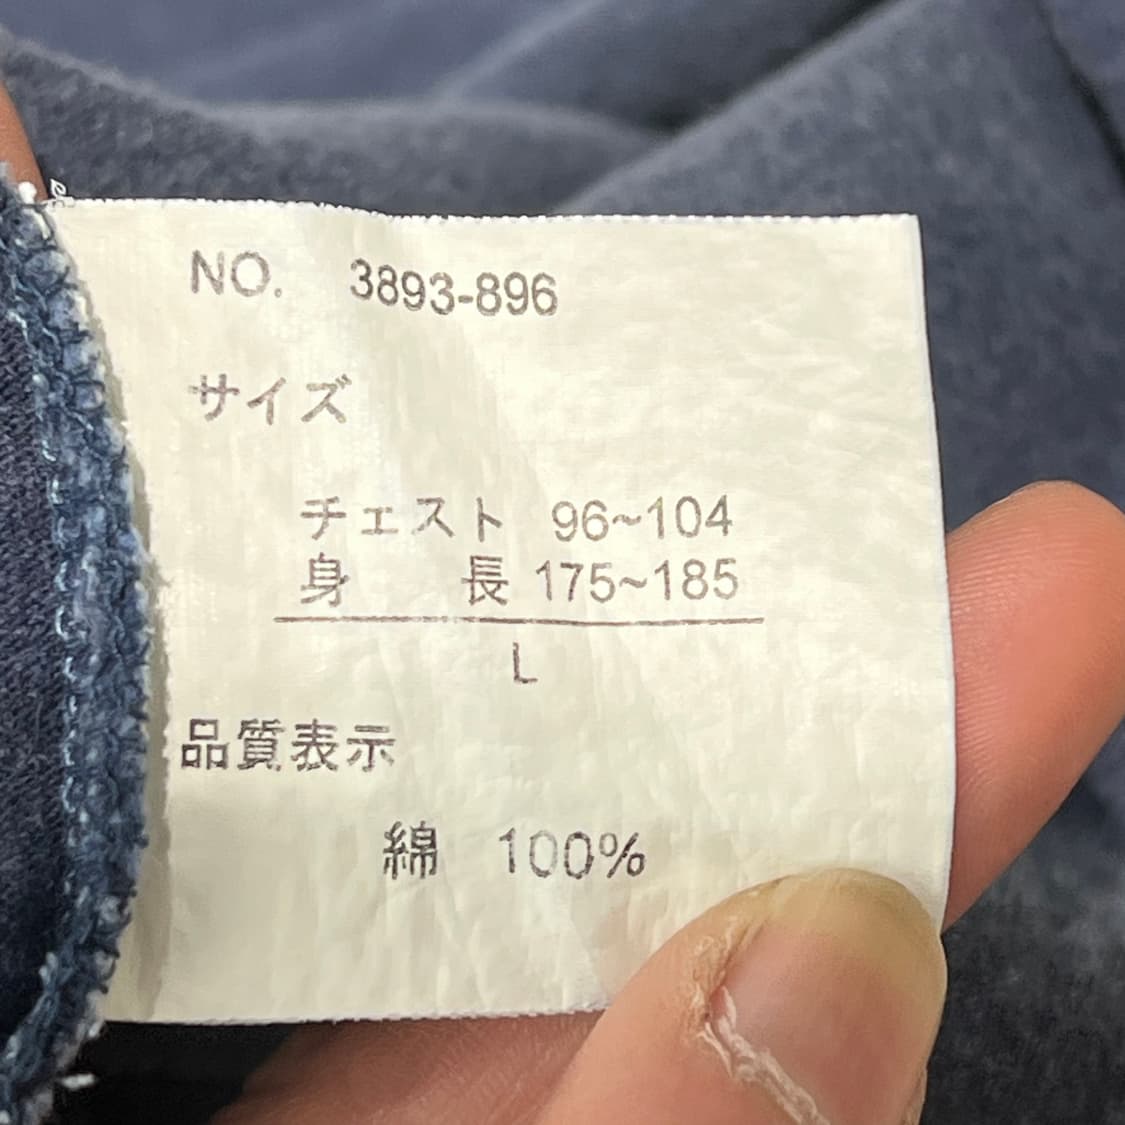 NO. 3893-896
サイズ
チェスト 96~104
身 長 175~185
L
品質表示
綿 100%